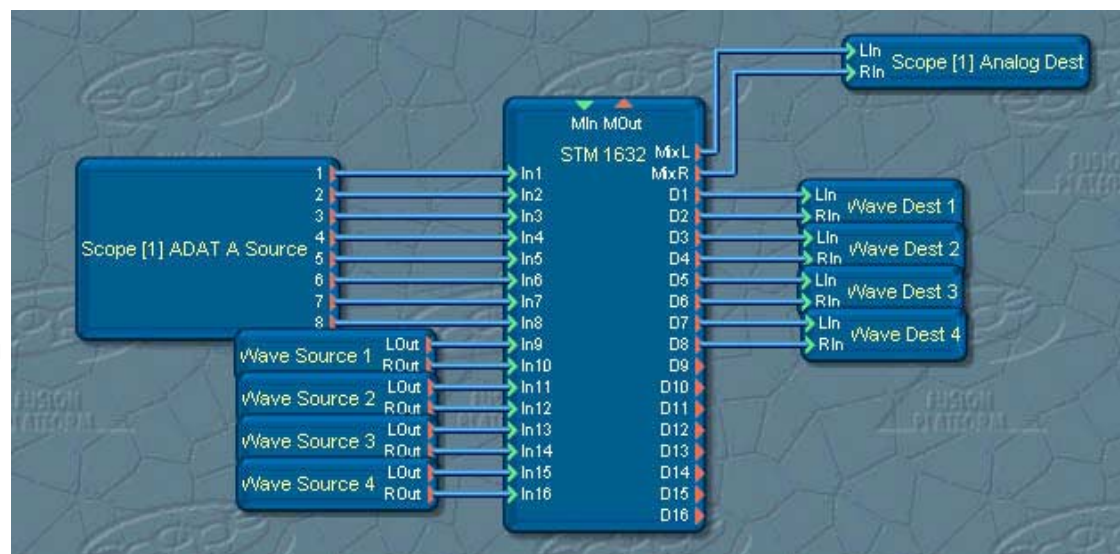 LIn
RIn
Scope [1] Analog Dest
MIn MOut
STM 1632
MixL
MixR
Scope [1] ADAT A Source
1
2
3
4
5
6
7
8
In1
In2
In3
In4
In5
In6
In7
In8
In9
In10
In11
In12
In13
In14
In15
In16
D1
D2
D3
D4
D5
D6
D7
D8
D9
D10
D11
D12
D13
D14
D15
D16
LIn
RIn
Wave Dest 1
LIn
RIn
Wave Dest 2
LIn
RIn
Wave Dest 3
LIn
RIn
Wave Dest 4
Wave Source 1
LOut
ROut
Wave Source 2
LOut
ROut
Wave Source 3
LOut
ROut
Wave Source 4
LOut
ROut